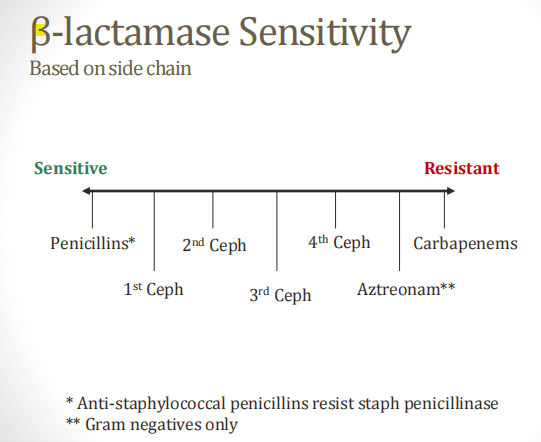 β-lactamase Sensitivity
Based on side chain
Sensitive
Resistant
Penicillins*
2nd Ceph
4th Ceph
Carbapenems
1st Ceph
3rd Ceph
Aztreonam**
* Anti-staphylococcal penicillins resist staph penicillinase
** Gram negatives only